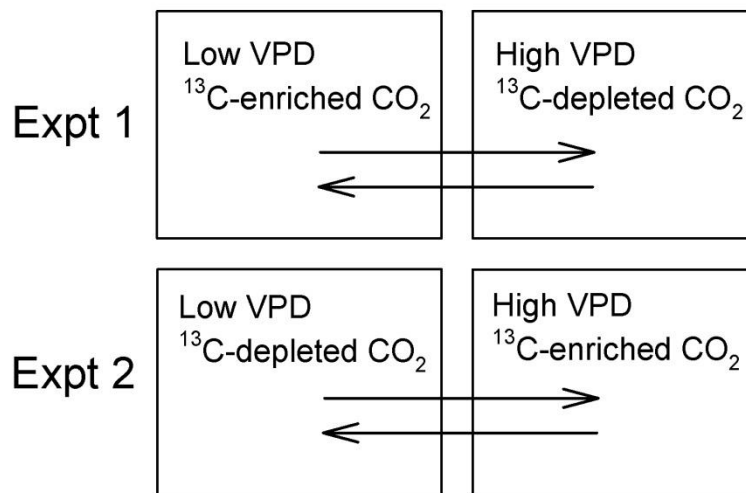 Expt 1
Low VPD
¹³C-enriched CO₂
High VPD
¹³C-depleted CO₂
Expt 2
Low VPD
¹³C-depleted CO₂
High VPD
¹³C-enriched CO₂